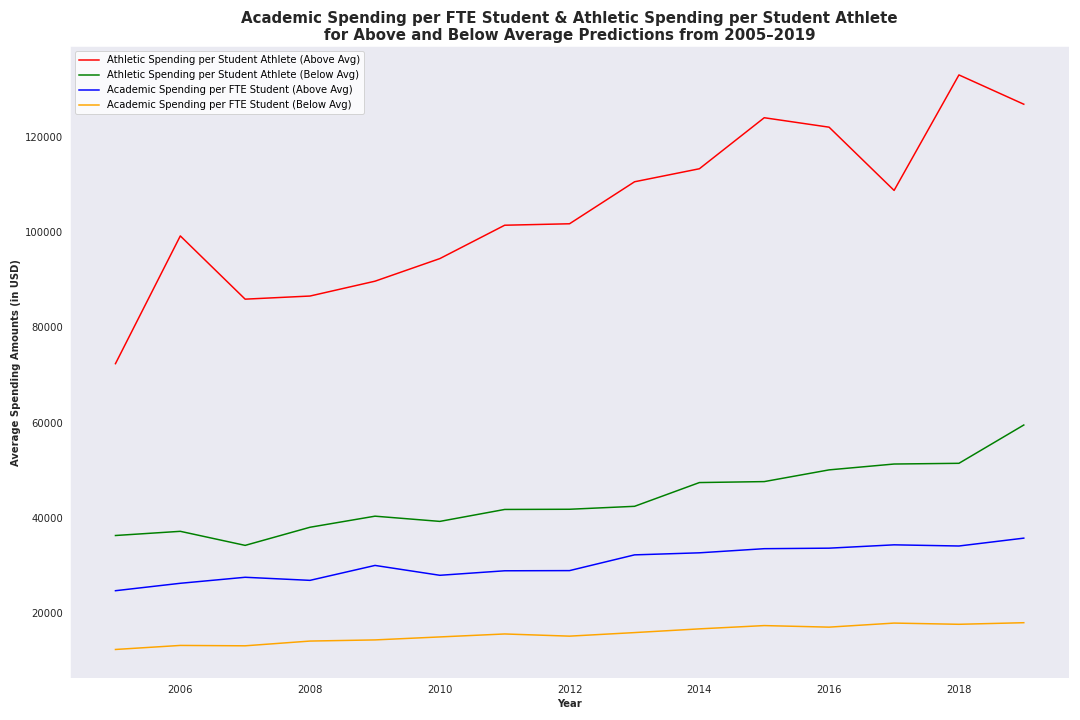 Academic Spending per FTE Student & Athletic Spending per Student Athlete
for Above and Below Average Predictions from 2005–2019
Athletic Spending per Student Athlete (Above Avg)
Athletic Spending per Student Athlete (Below Avg)
Academic Spending per FTE Student (Above Avg)
Academic Spending per FTE Student (Below Avg)
Average Spending Amounts (in USD)
120000
100000
80000
60000
40000
20000
2006 2008 2010 2012 2014 2016 2018
Year